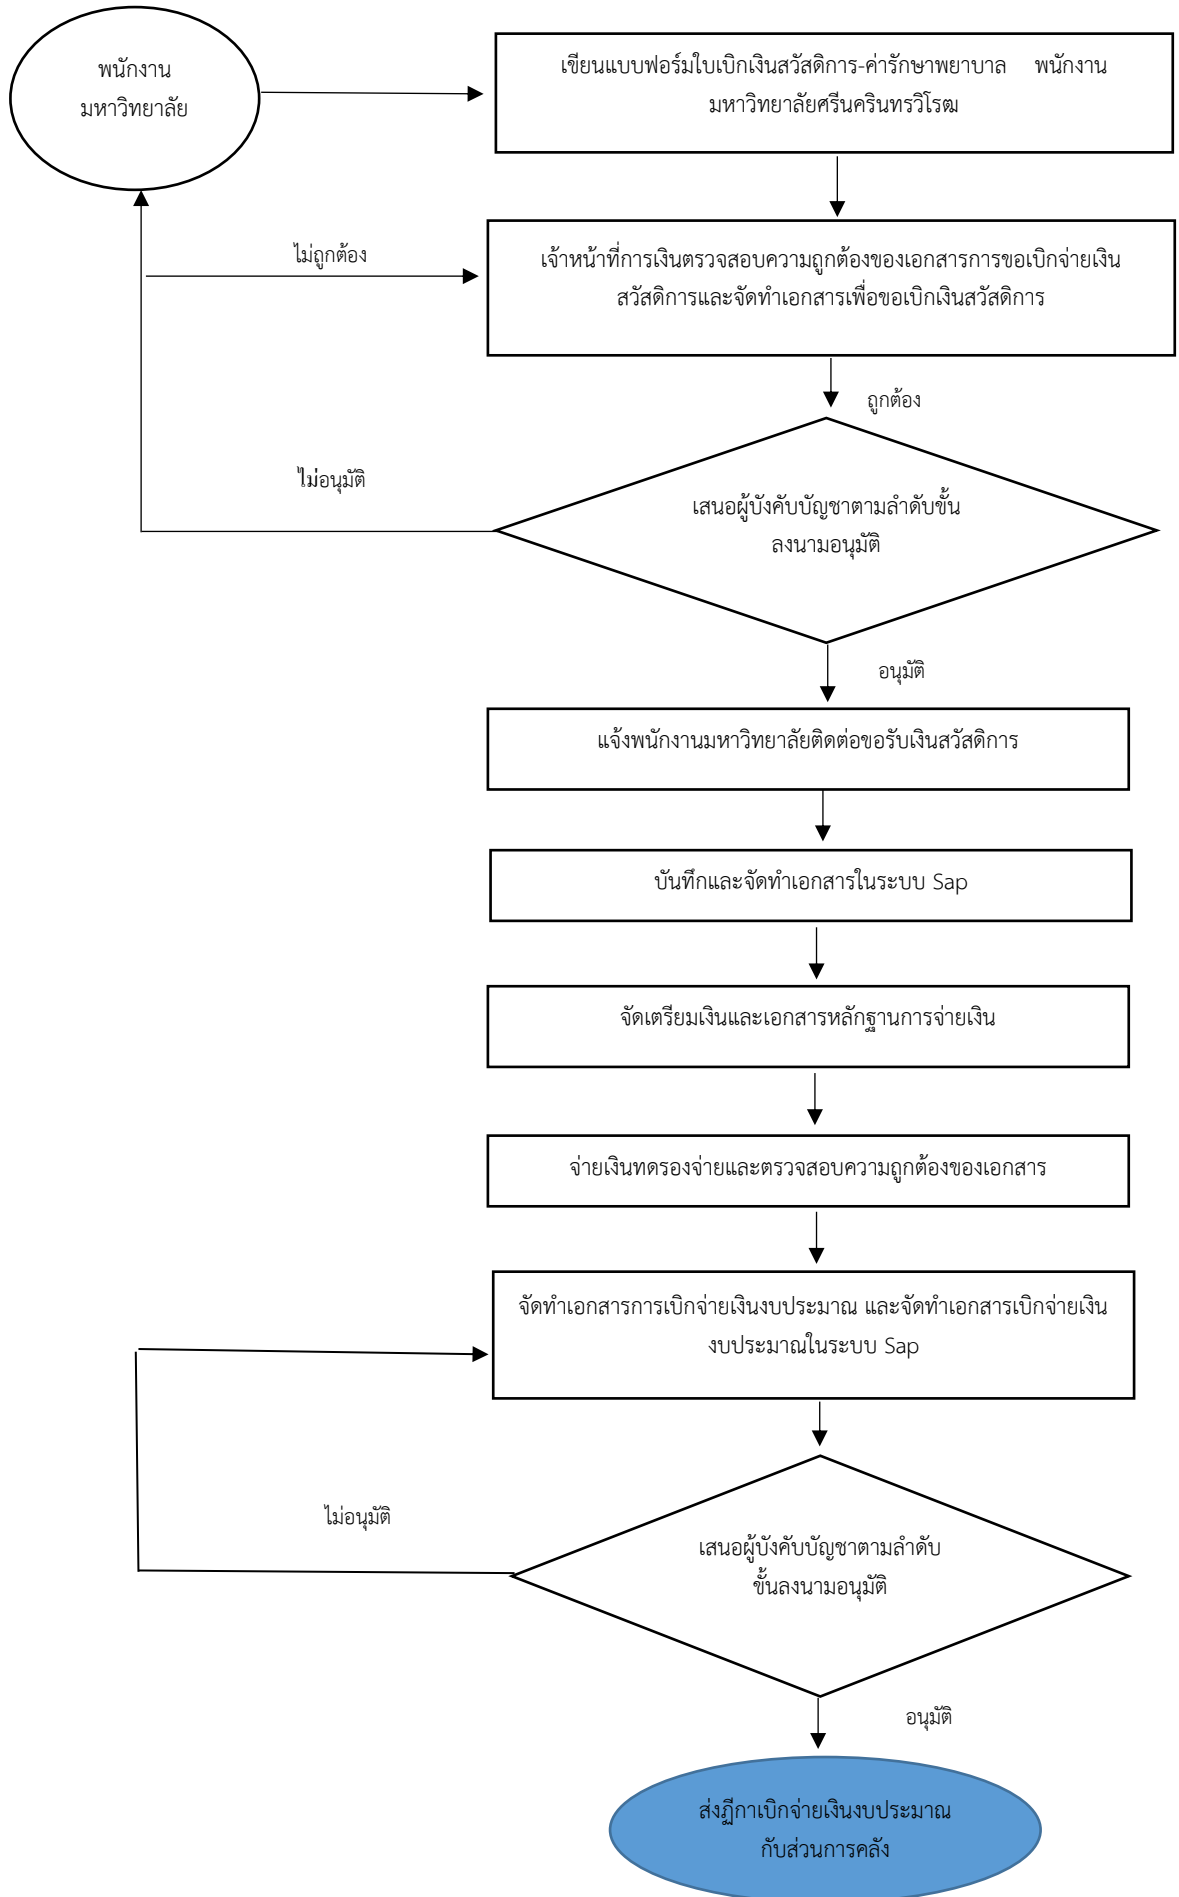 พนักงาน
มหาวิทยาลัย
เขียนแบบฟอร์มใบเบิกเงินสวัสดิการ-ค่ารักษาพยาบาล พนักงาน
มหาวิทยาลัยศรีนครินทรวิโรฒ
ไม่ถูกต้อง
เจ้าหน้าที่การเงินตรวจสอบความถูกต้องของเอกสารการขอเบิกจ่ายเงิน
สวัสดิการและจัดทำเอกสารเพื่อขอเบิกเงินสวัสดิการ
ถูกต้อง
ไม่อนุมัติ
เสนอผู้บังคับบัญชาตามลำดับขั้น
ลงนามอนุมัติ
อนุมัติ
แจ้งพนักงานมหาวิทยาลัยติดต่อขอรับเงินสวัสดิการ
บันทึกและจัดทำเอกสารในระบบ Sap
จัดเตรียมเงินและเอกสารหลักฐานการจ่ายเงิน
จ่ายเงินทดรองจ่ายและตรวจสอบความถูกต้องของเอกสาร
จัดทำเอกสารการเบิกจ่ายเงินงบประมาณ และจัดทำเอกสารเบิกจ่ายเงิน
งบประมาณในระบบ Sap
ไม่อนุมัติ
เสนอผู้บังคับบัญชาตามลำดับ
ขั้นลงนามอนุมัติ
อนุมัติ
ส่งฎีกาเบิกจ่ายเงินงบประมาณ
กับส่วนการคลัง